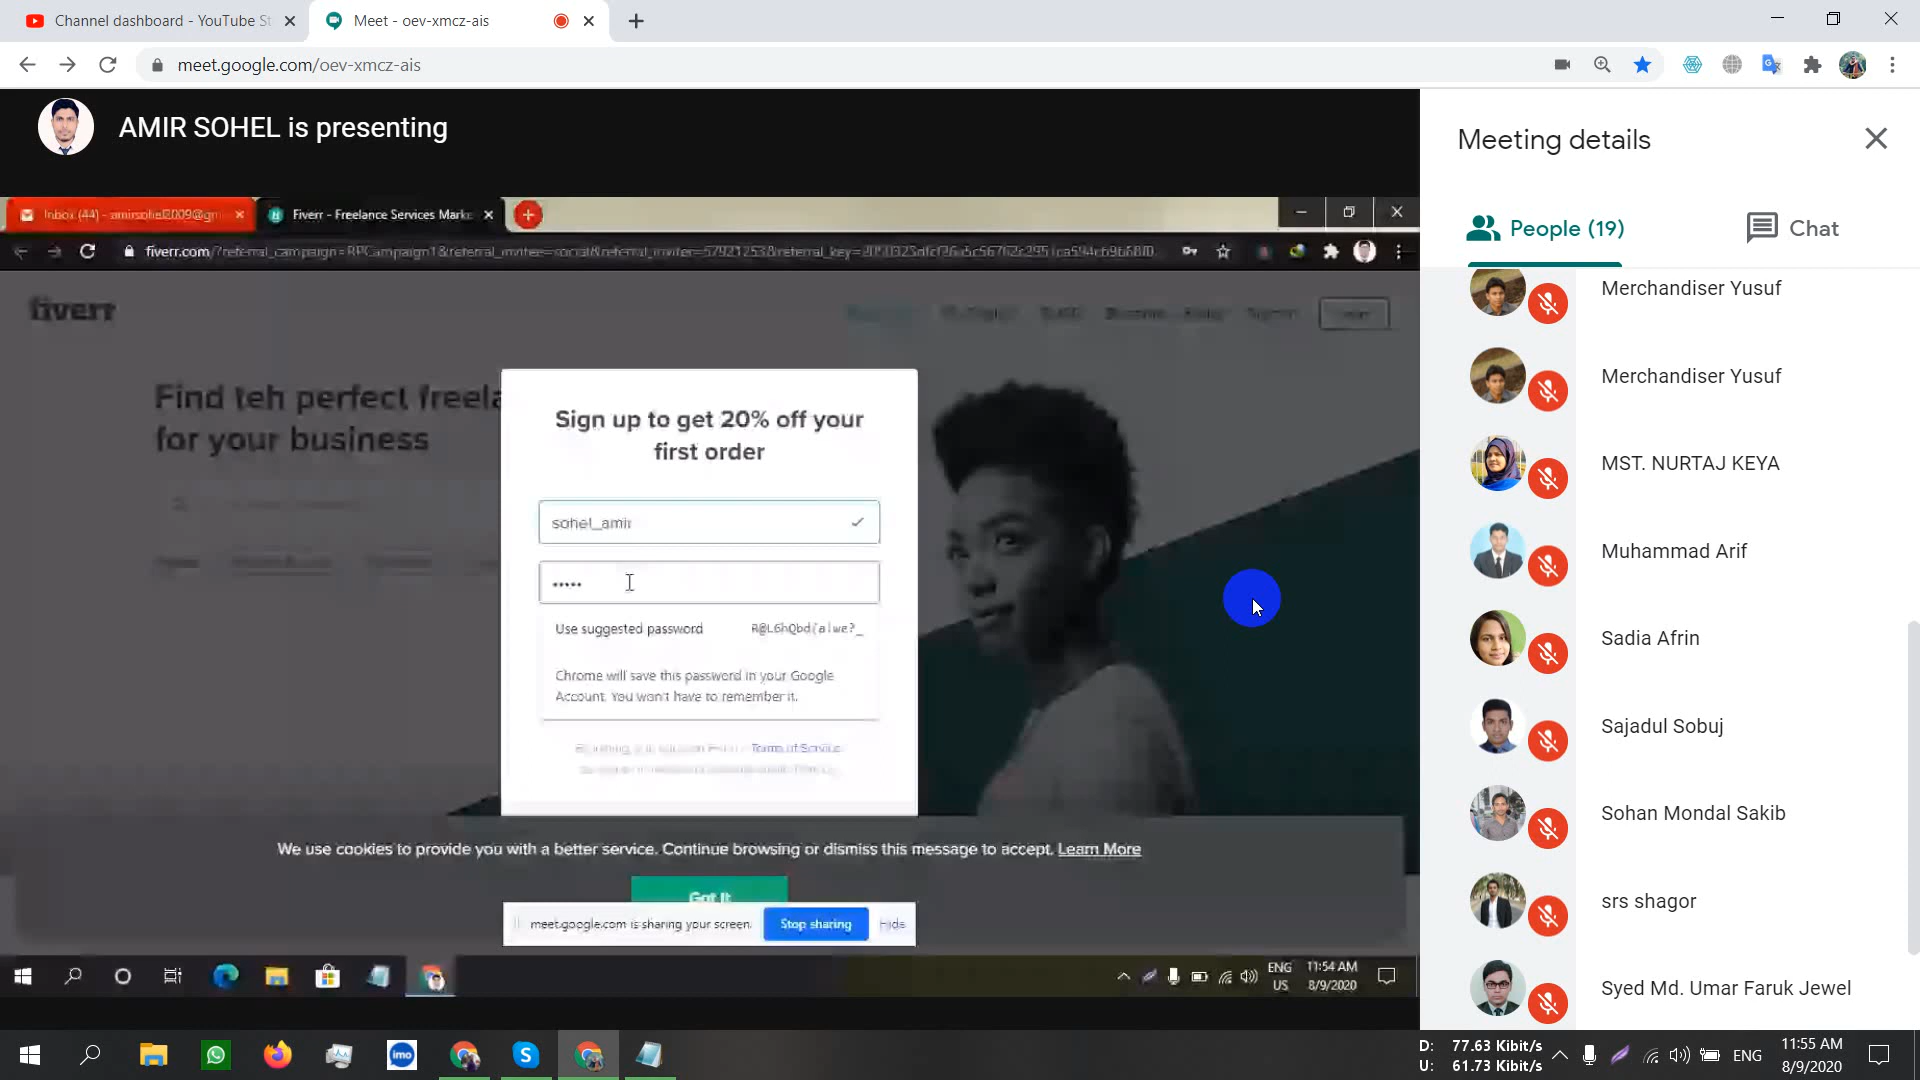 Channel dashboard - YouTube St
Meet - oev-xmcz-ais
meet.google.com/oev-xmcz-ais
AMIR SOHEL is presenting
Inbox (44) - amirsohel2009@gm
Fiverr - Freelance Services Marke
fiverr
Find teh perfect freela
for your business
Sign up to get 20% off your
first order
sohel_amir
•••••
Use suggested password
Chrome will save this password in your Google
Account. You won't have to remember it.
Terms of Service
We use cookies to provide you with a better service. Continue browsing or dismiss this message to accept. Learn More
Got It
meet.google.com is sharing your screen.
Stop sharing
Hide
ENG
US
11:54 AM
8/9/2020
Meeting details
People (19)
Chat
Merchandiser Yusuf
Merchandiser Yusuf
MST. NURTAJ KEYA
Muhammad Arif
Sadia Afrin
Sajadul Sobuj
Sohan Mondal Sakib
srs shagor
Syed Md. Umar Faruk Jewel
imo
D: 77.63 Kibit/s
U: 61.73 Kibit/s
ENG
11:55 AM
8/9/2020